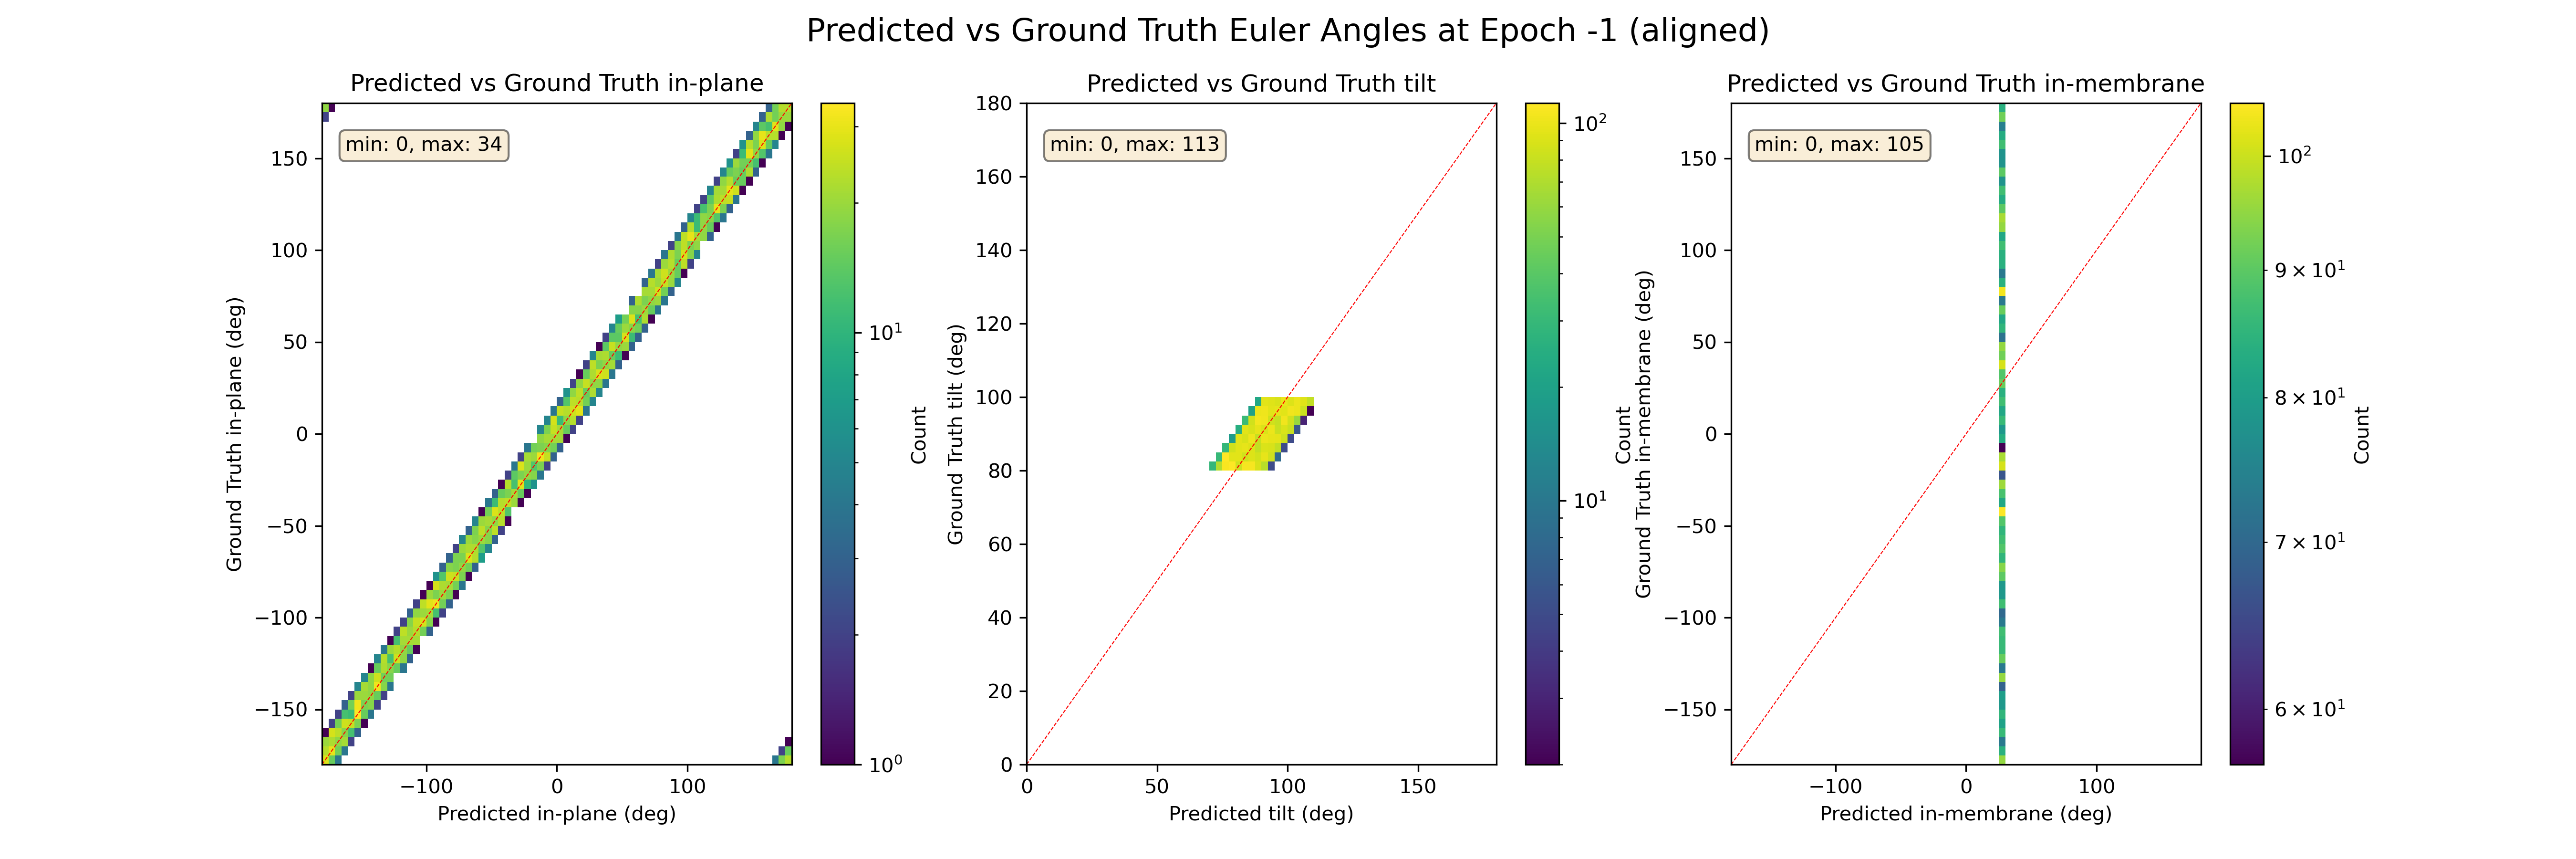 Predicted vs Ground Truth Euler Angles at Epoch -1 (aligned)
Predicted vs Ground Truth in-plane
min: 0, max: 34
Ground Truth in-plane (deg)
150
100
50
0
−50
−100
−150
−100
0
100
Predicted in-plane (deg)
10¹
10⁰
Count
Predicted vs Ground Truth tilt
min: 0, max: 113
Ground Truth tilt (deg)
180
160
140
120
100
80
60
40
20
0
0
50
100
150
Predicted tilt (deg)
10²
10¹
Count
Predicted vs Ground Truth in-membrane
min: 0, max: 105
Ground Truth in-membrane (deg)
150
100
50
0
−50
−100
−150
−100
0
100
Predicted in-membrane (deg)
10²
9 × 10¹
8 × 10¹
7 × 10¹
6 × 10¹
Count